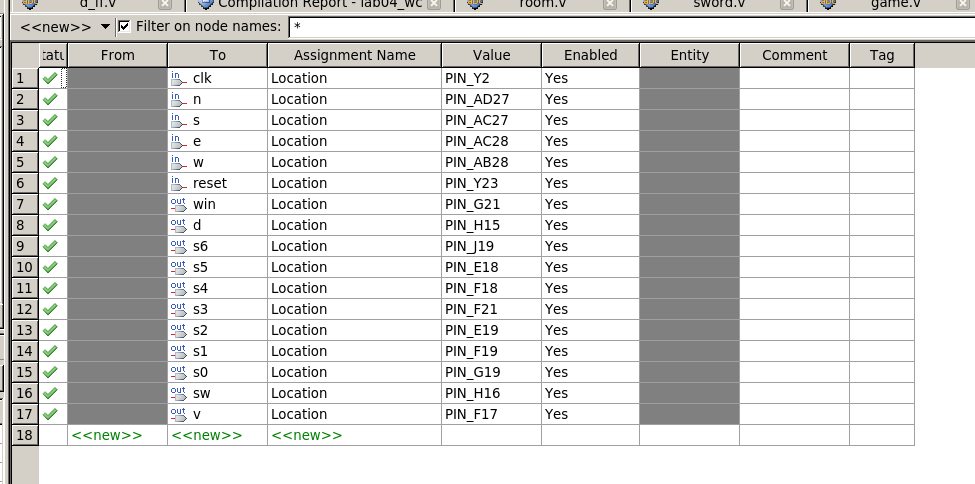 d_ff.v Compilation Report - lab04_wc room.v sword.v game.v
<<new>> Filter on node names: *
From To Assignment Name Value Enabled Entity Comment Tag
1 in clk Location PIN_Y2 Yes
2 in n Location PIN_AD27 Yes
3 in s Location PIN_AC27 Yes
4 in e Location PIN_AC28 Yes
5 in w Location PIN_AB28 Yes
6 in reset Location PIN_Y23 Yes
7 out win Location PIN_G21 Yes
8 out d Location PIN_H15 Yes
9 out s6 Location PIN_J19 Yes
10 out s5 Location PIN_E18 Yes
11 out s4 Location PIN_F18 Yes
12 out s3 Location PIN_F21 Yes
13 out s2 Location PIN_E19 Yes
14 out s1 Location PIN_F19 Yes
15 out s0 Location PIN_G19 Yes
16 out sw Location PIN_H16 Yes
17 out v Location PIN_F17 Yes
18 <<new>> <<new>> <<new>>